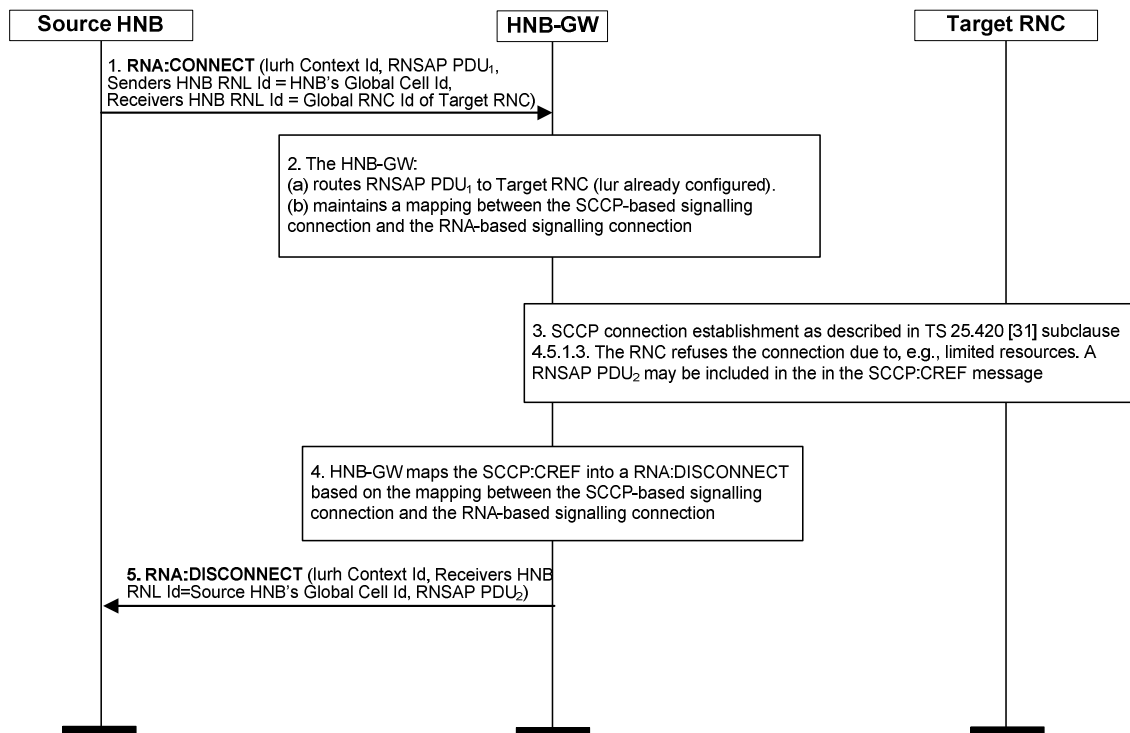 Source HNB
HNB-GW
Target RNC
1. RNA:CONNECT (Iurh Context Id, RNSAP PDU₁,
Senders HNB RNL Id = HNB's Global Cell Id,
Receivers HNB RNL Id = Global RNC Id of Target RNC)
2. The HNB-GW:
(a) routes RNSAP PDU₁ to Target RNC (Iur already configured).
(b) maintains a mapping between the SCCP-based signalling
connection and the RNA-based signalling connection
3. SCCP connection establishment as described in TS 25.420 [31] subclause
4.5.1.3. The RNC refuses the connection due to, e.g., limited resources. A
RNSAP PDU₂ may be included in the in the SCCP:CREF message
4. HNB-GW maps the SCCP:CREF into a RNA:DISCONNECT
based on the mapping between the SCCP-based signalling
connection and the RNA-based signalling connection
5. RNA:DISCONNECT (Iurh Context Id, Receivers HNB
RNL Id=Source HNB's Global Cell Id, RNSAP PDU₂)